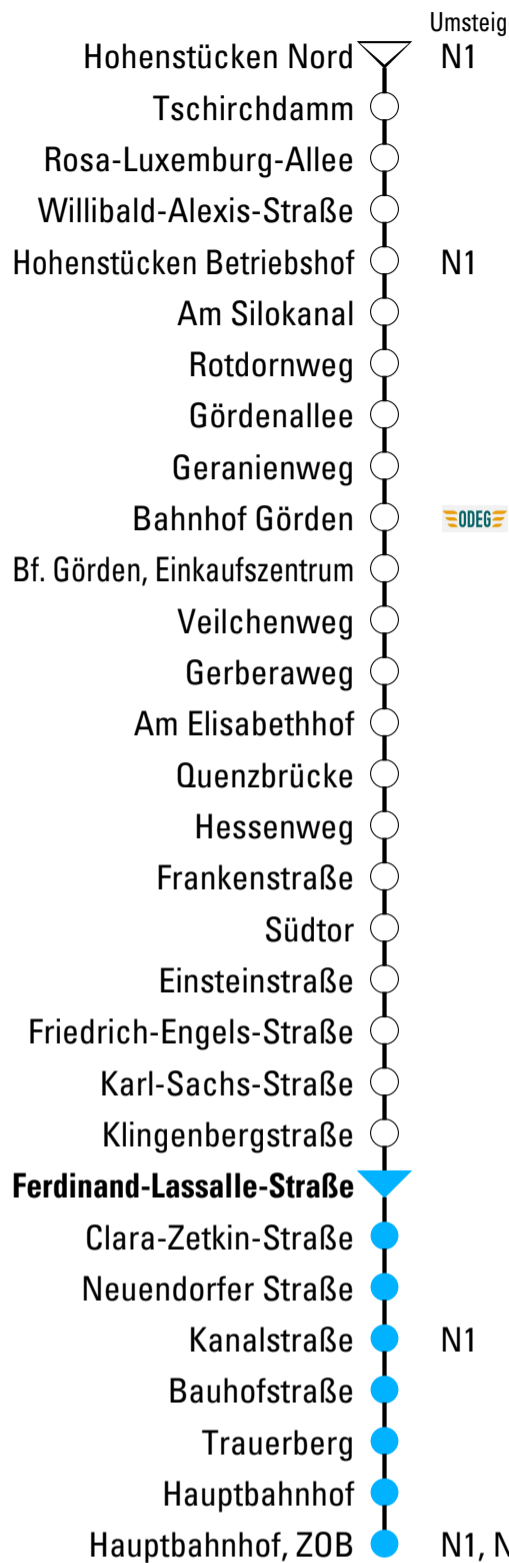 Umsteig
Hohenstücken Nord N1
Tschirchdamm
Rosa-Luxemburg-Allee
Willibald-Alexis-Straße
Hohenstücken Betriebshof N1
Am Silokanal
Rotdornweg
Gördenallee
Geranienweg
Bahnhof Görden ODEG
Bf. Görden, Einkaufszentrum
Veilchenweg
Gerberaweg
Am Elisabethhof
Quenzbrücke
Hessenweg
Frankenstraße
Südtor
Einsteinstraße
Friedrich-Engels-Straße
Karl-Sachs-Straße
Klingenbergstraße
Ferdinand-Lassalle-Straße
Clara-Zetkin-Straße
Neuendorfer Straße
Kanalstraße N1
Bauhofstraße
Trauerberg
Hauptbahnhof
Hauptbahnhof, ZOB N1, N